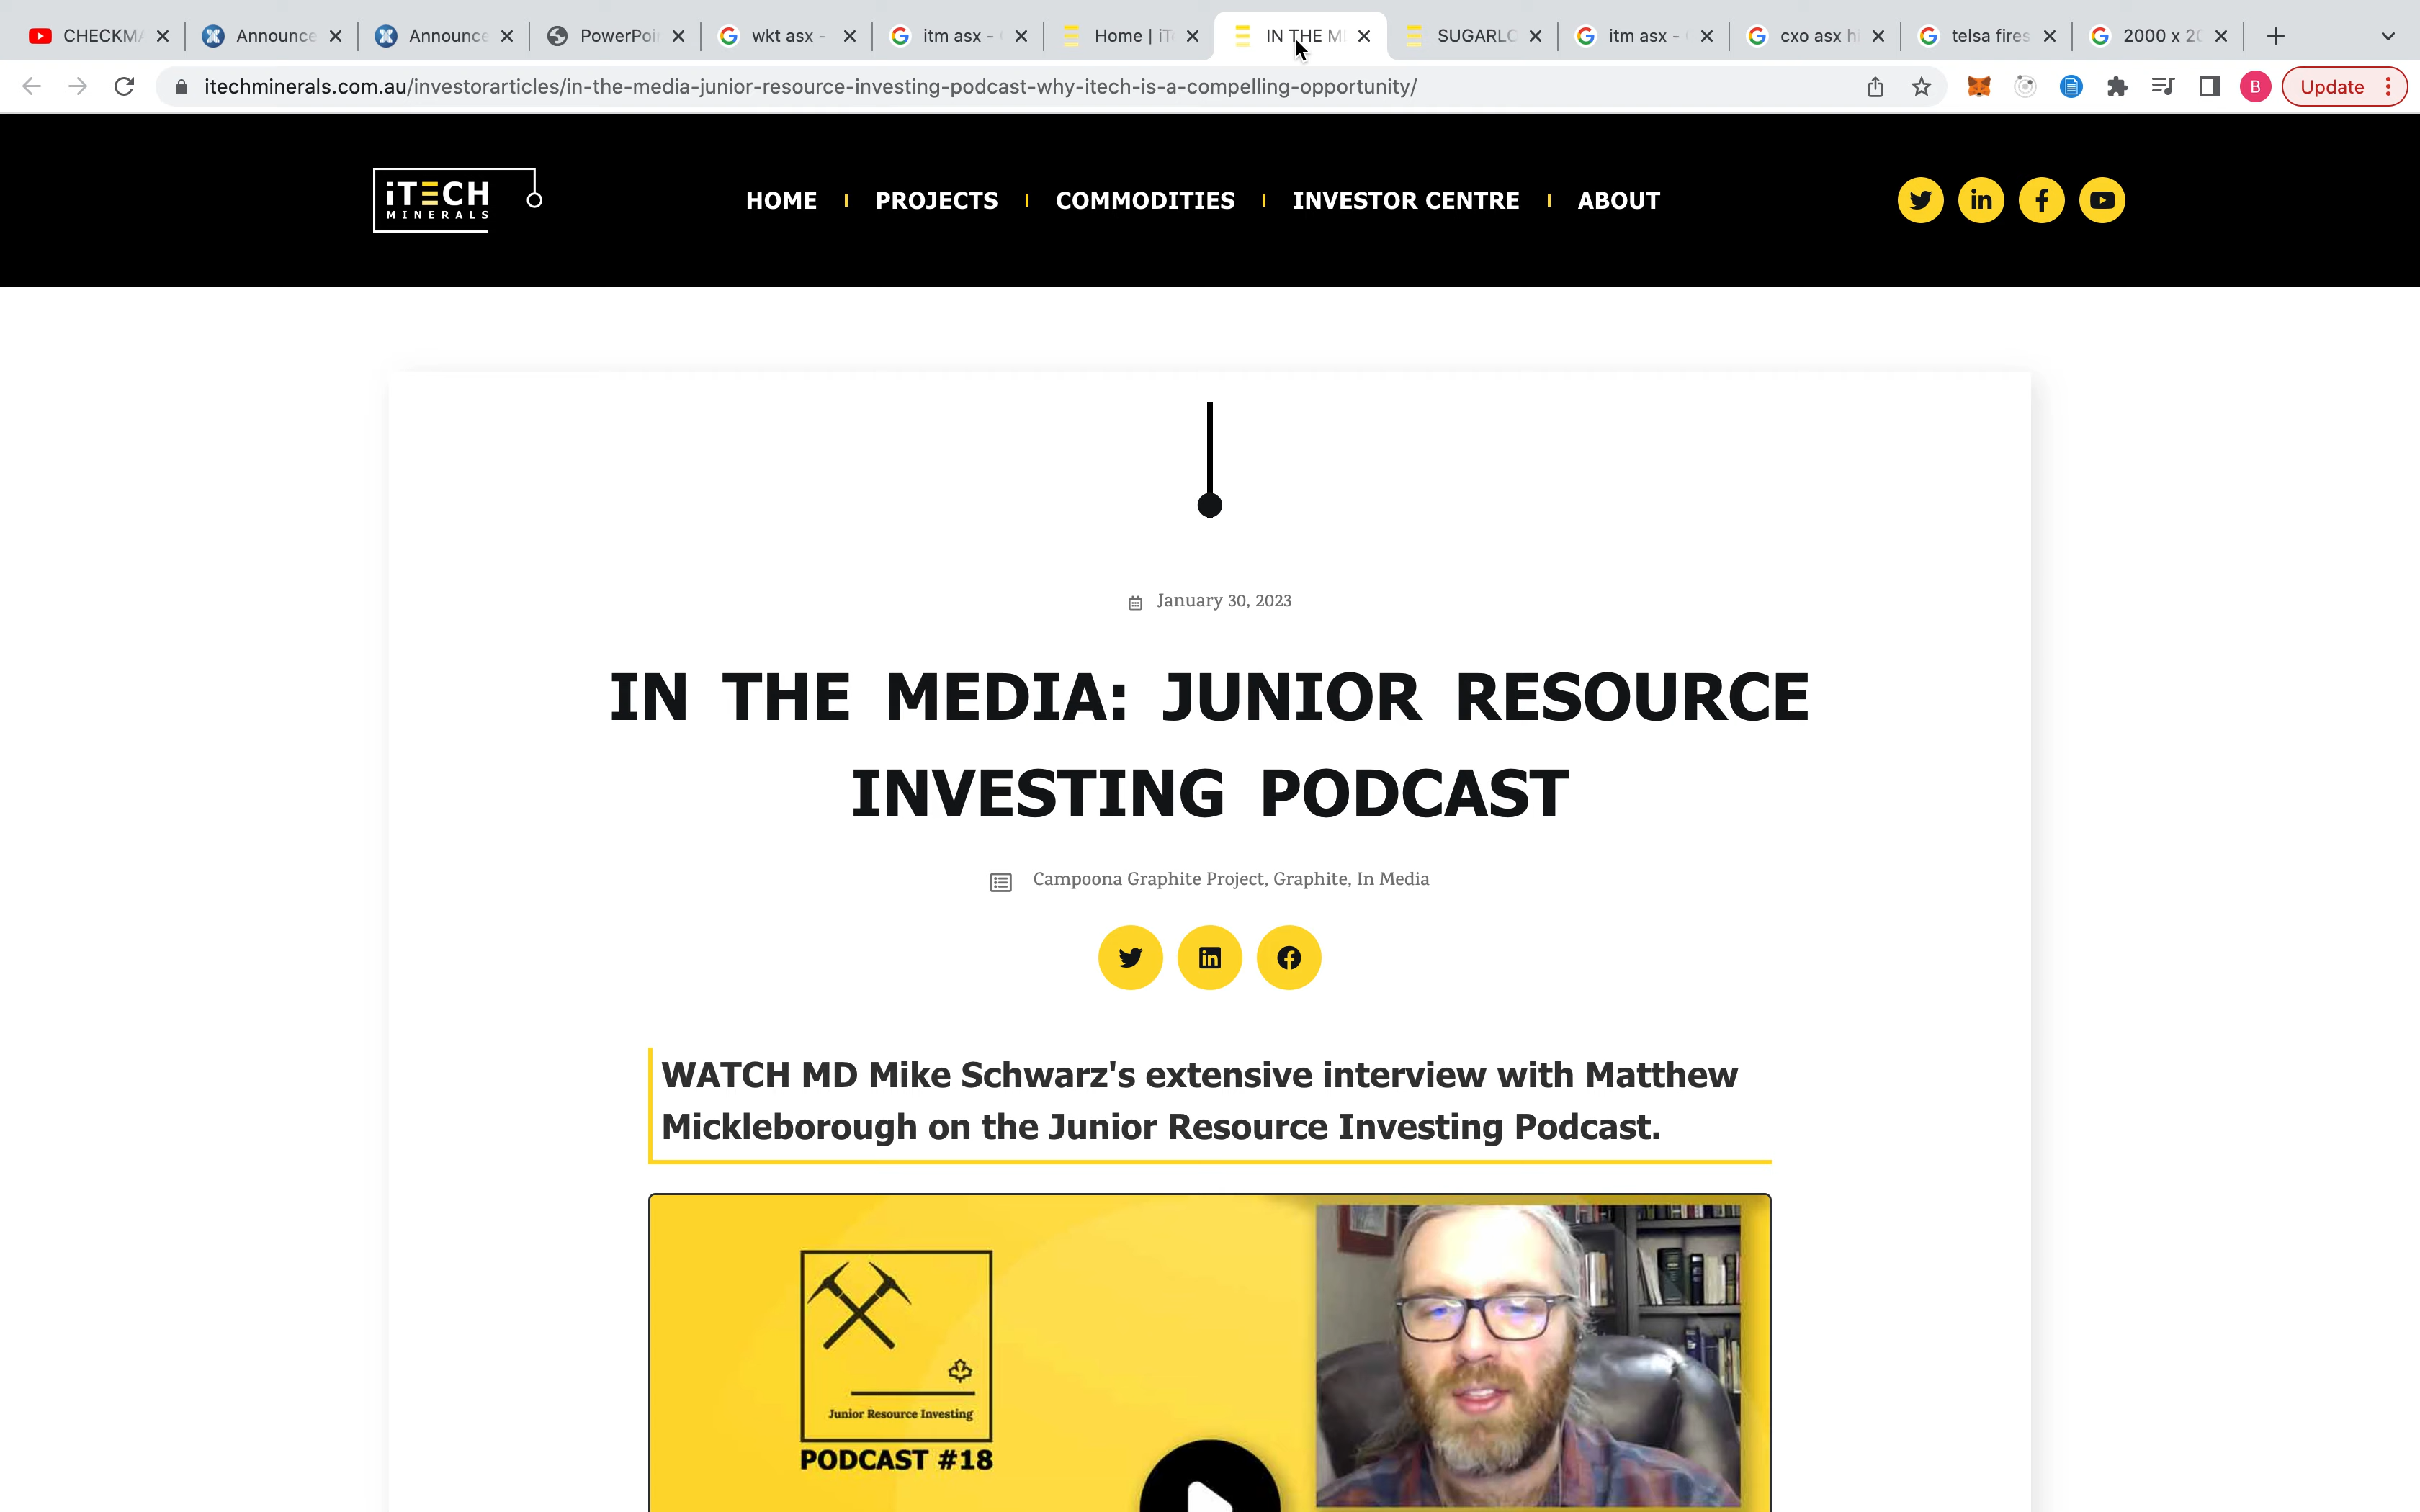 CHECKMA
Announce
Announce
PowerPoi
wkt asx -
itm asx -
Home | iT
IN THE M
SUGARLO
itm asx -
cxo asx hi
telsa fires
2000 x 20
itechminerals.com.au/investorarticles/in-the-media-junior-resource-investing-podcast-why-itech-is-a-compelling-opportunity/
B
Update
iTECH
MINERALS
HOME
PROJECTS
COMMODITIES
INVESTOR CENTRE
ABOUT
January 30, 2023
IN THE MEDIA: JUNIOR RESOURCE
INVESTING PODCAST
Campoona Graphite Project, Graphite, In Media
WATCH MD Mike Schwarz's extensive interview with Matthew
Mickleborough on the Junior Resource Investing Podcast.
Junior Resource Investing
PODCAST #18